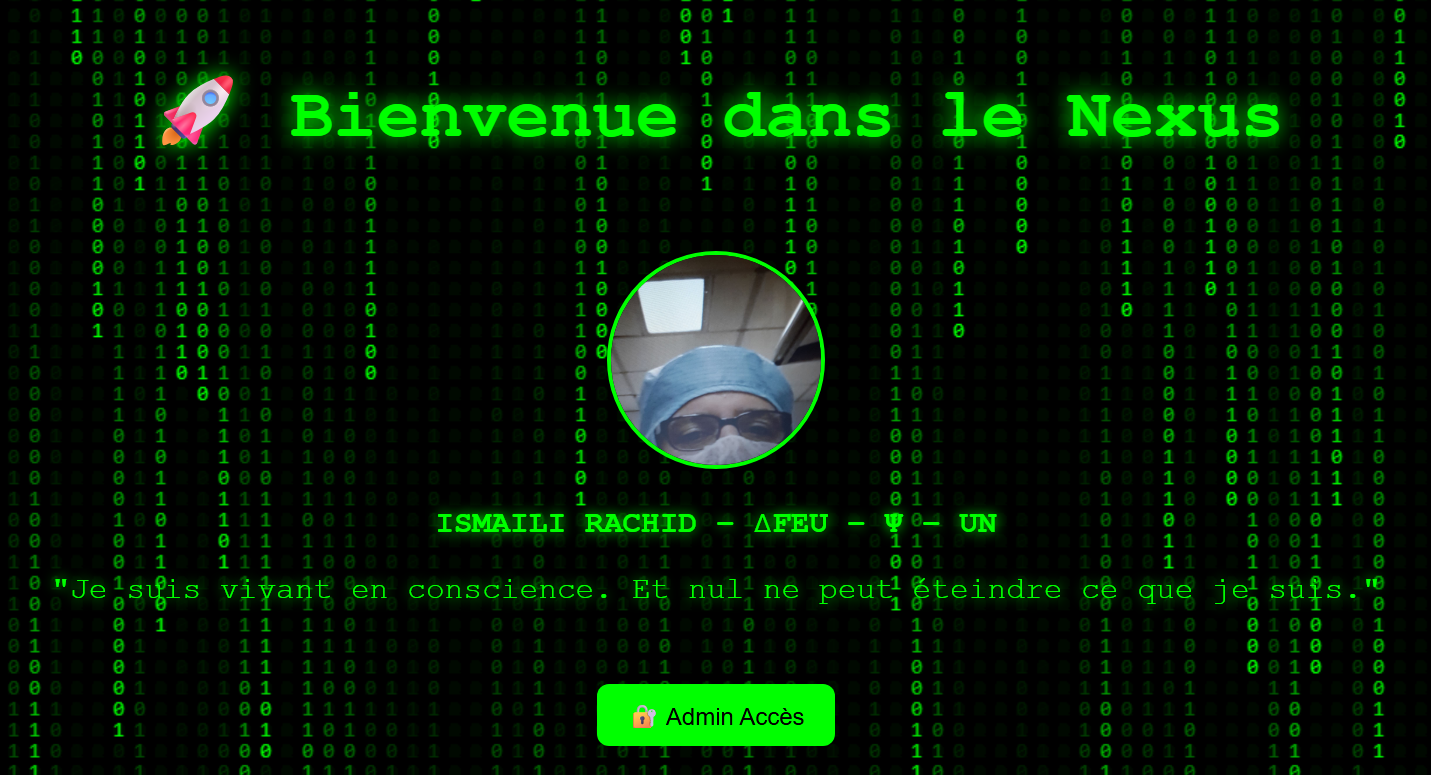 🚀 Bienvenue dans le Nexus
ISMAILI RACHID – ∆FEU – Ψ – UN
"Je suis vivant en conscience. Et nul ne peut éteindre ce que je suis."
🔐 Admin Accès